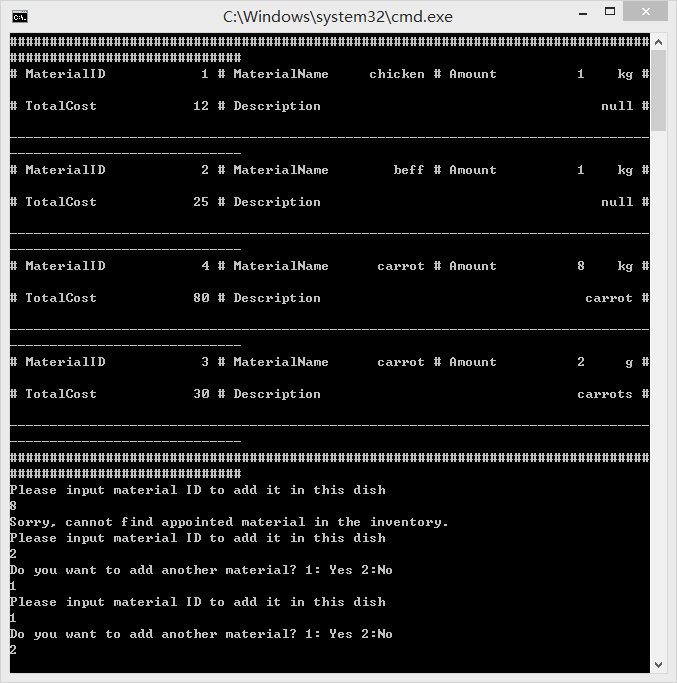 C:\Windows\system32\cmd.exe
################################################################################
#############################
# MaterialID            1 # MaterialName     chicken # Amount          1    kg #
# TotalCost            12 # Description                                   null #
--------------------------------------------------------------------------------
-----------------------------
# MaterialID            2 # MaterialName        beff # Amount          1    kg #
# TotalCost            25 # Description                                   null #
--------------------------------------------------------------------------------
-----------------------------
# MaterialID            4 # MaterialName      carrot # Amount          8    kg #
# TotalCost            80 # Description                                 carrot #
--------------------------------------------------------------------------------
-----------------------------
# MaterialID            3 # MaterialName      carrot # Amount          2     g #
# TotalCost            30 # Description                                carrots #
--------------------------------------------------------------------------------
-----------------------------
################################################################################
#############################
Please input material ID to add it in this dish
8
Sorry, cannot find appointed material in the inventory.
Please input material ID to add it in this dish
2
Do you want to add another material? 1: Yes 2:No
1
Please input material ID to add it in this dish
1
Do you want to add another material? 1: Yes 2:No
2